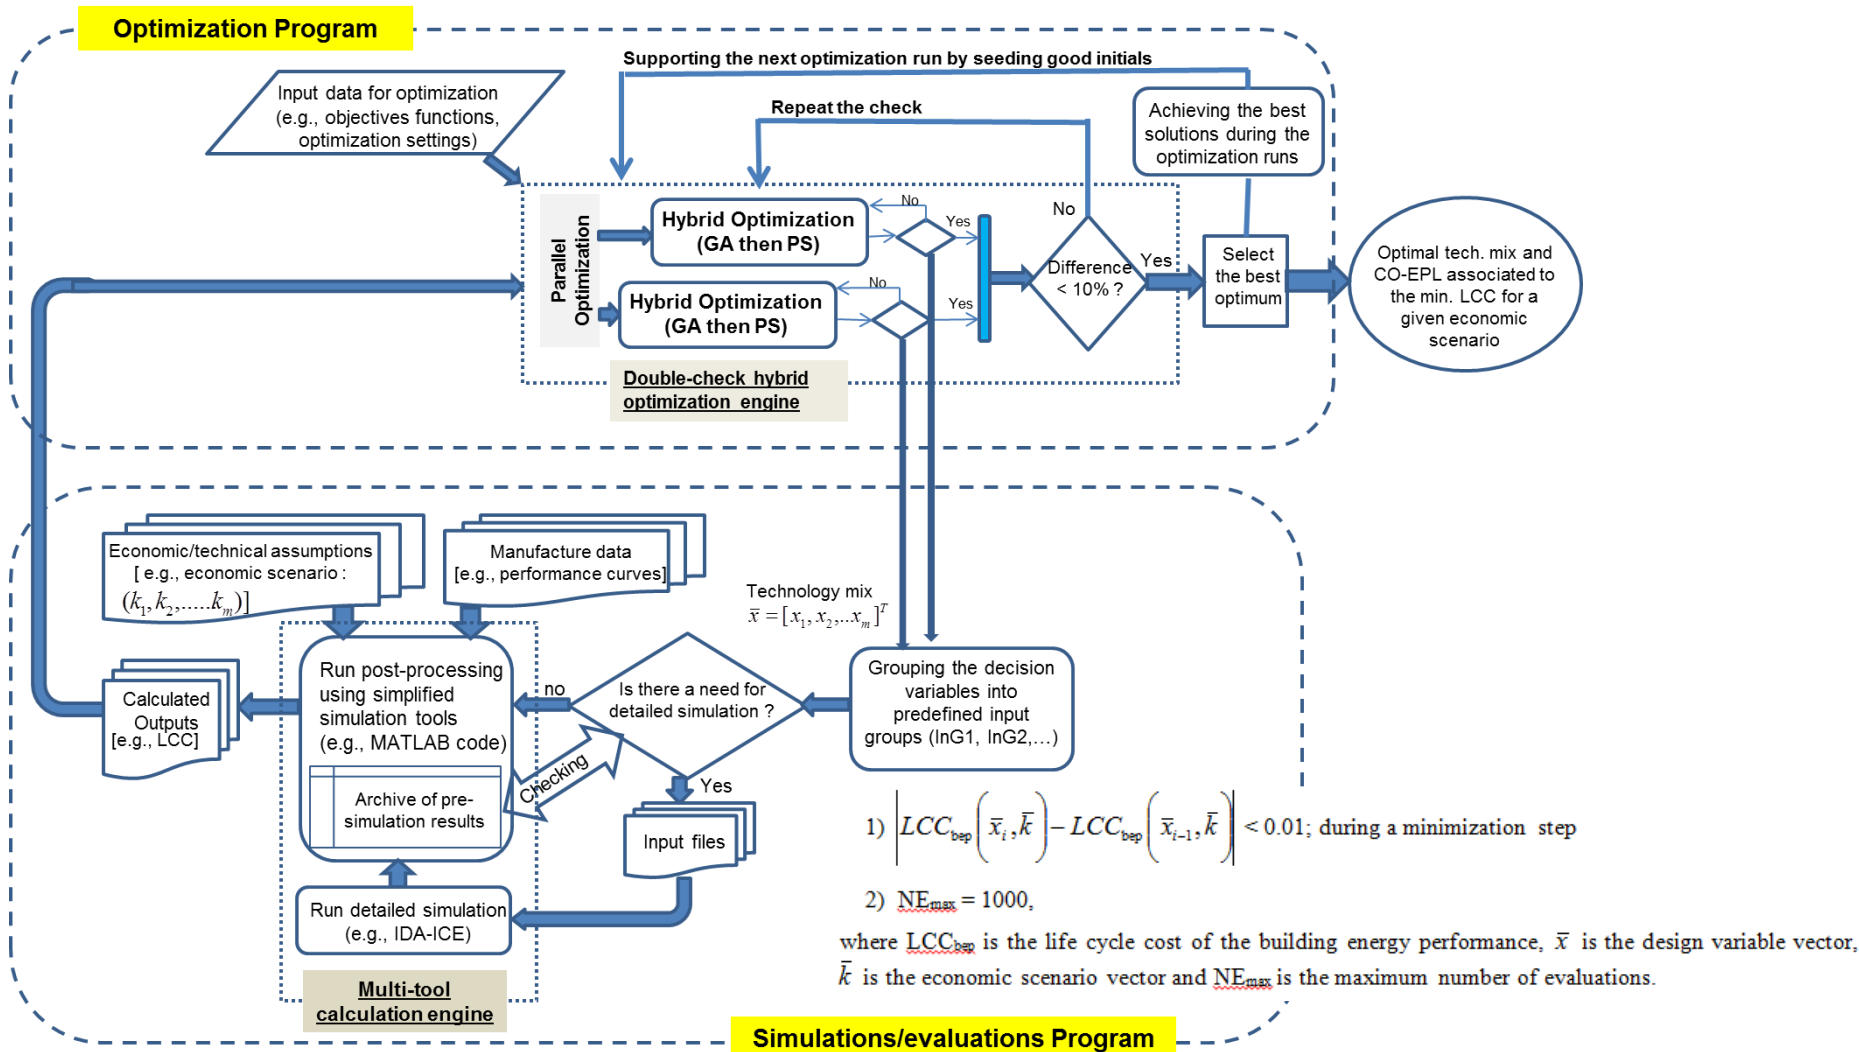 Optimization Program
Supporting the next optimization run by seeding good initials
Input data for optimization
(e.g., objectives functions,
optimization settings)
Repeat the check
Achieving the best
solutions during the
optimization runs
Parallel
Optimization
Hybrid Optimization
(GA then PS)
No
Yes
Hybrid Optimization
(GA then PS)
No
Yes
No
Difference
< 10% ?
Yes
Select
the best
optimum
Optimal tech. mix and
CO-EPL associated to
the min. LCC for a
given economic
scenario
Double-check hybrid
optimization engine
Economic/technical assumptions
[ e.g., economic scenario :
(k₁,k₂,.....kₘ)]
Manufacture data
[e.g., performance curves]
Technology mix
x̄ = [x₁,x₂,..xₘ]ᵀ
Calculated
Outputs
[e.g., LCC]
Run post-processing
using simplified
simulation tools
(e.g., MATLAB code)
no
Is there a need for
detailed simulation ?
Grouping the decision
variables into
predefined input
groups (InG1, InG2,…)
Checking
Yes
Archive of pre-
simulation results
Input files
Run detailed simulation
(e.g., IDA-ICE)
Multi-tool
calculation engine
1) |LCC_bep(x̄ᵢ,k̄) − LCC_bep(x̄ᵢ₋₁,k̄)| < 0.01; during a minimization step
2) NEmax = 1000,
where LCCbep is the life cycle cost of the building energy performance, x̄ is the design variable vector,
k̄ is the economic scenario vector and NEmax is the maximum number of evaluations.
Simulations/evaluations Program